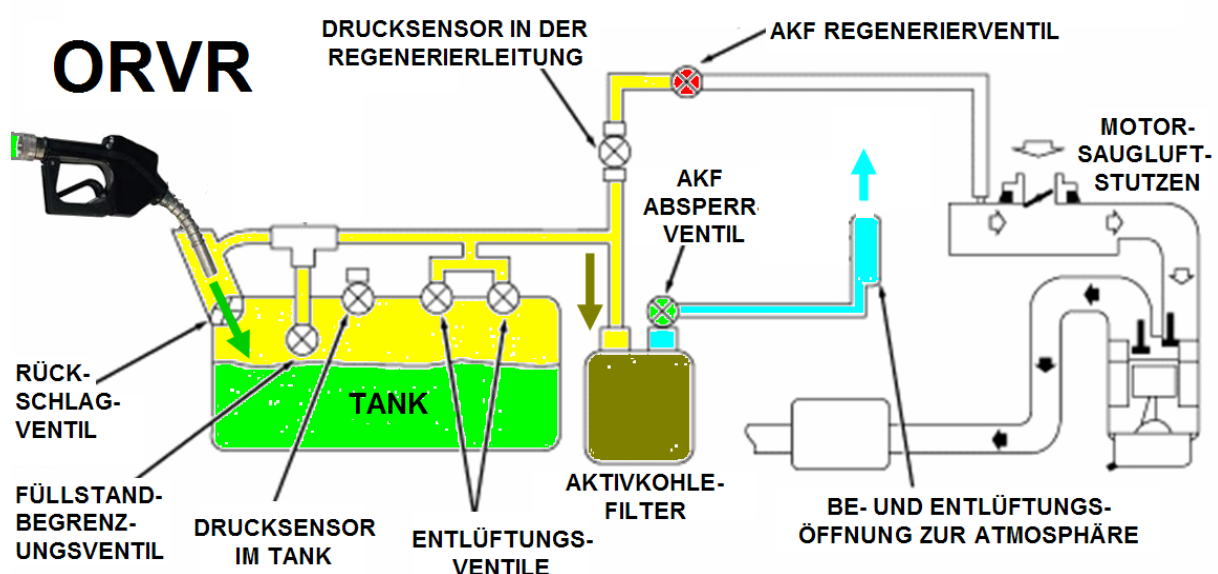 ORVR
DRUCKSENSOR IN DER
REGENERIERLEITUNG
AKF REGENERIERVENTIL
MOTOR-
SAUGLUFT-
STUTZEN
AKF
ABSPERR-
VENTIL
RÜCK-
SCHLAG-
VENTIL
TANK
FÜLLSTAND-
BEGRENZ-
UNGSVENTIL
DRUCKSENSOR
IM TANK
ENTLÜFTUNGS-
VENTILE
AKTIVKOHLE-
FILTER
BE- UND ENTLÜFTUNGS-
ÖFFNUNG ZUR ATMOSPHÄRE